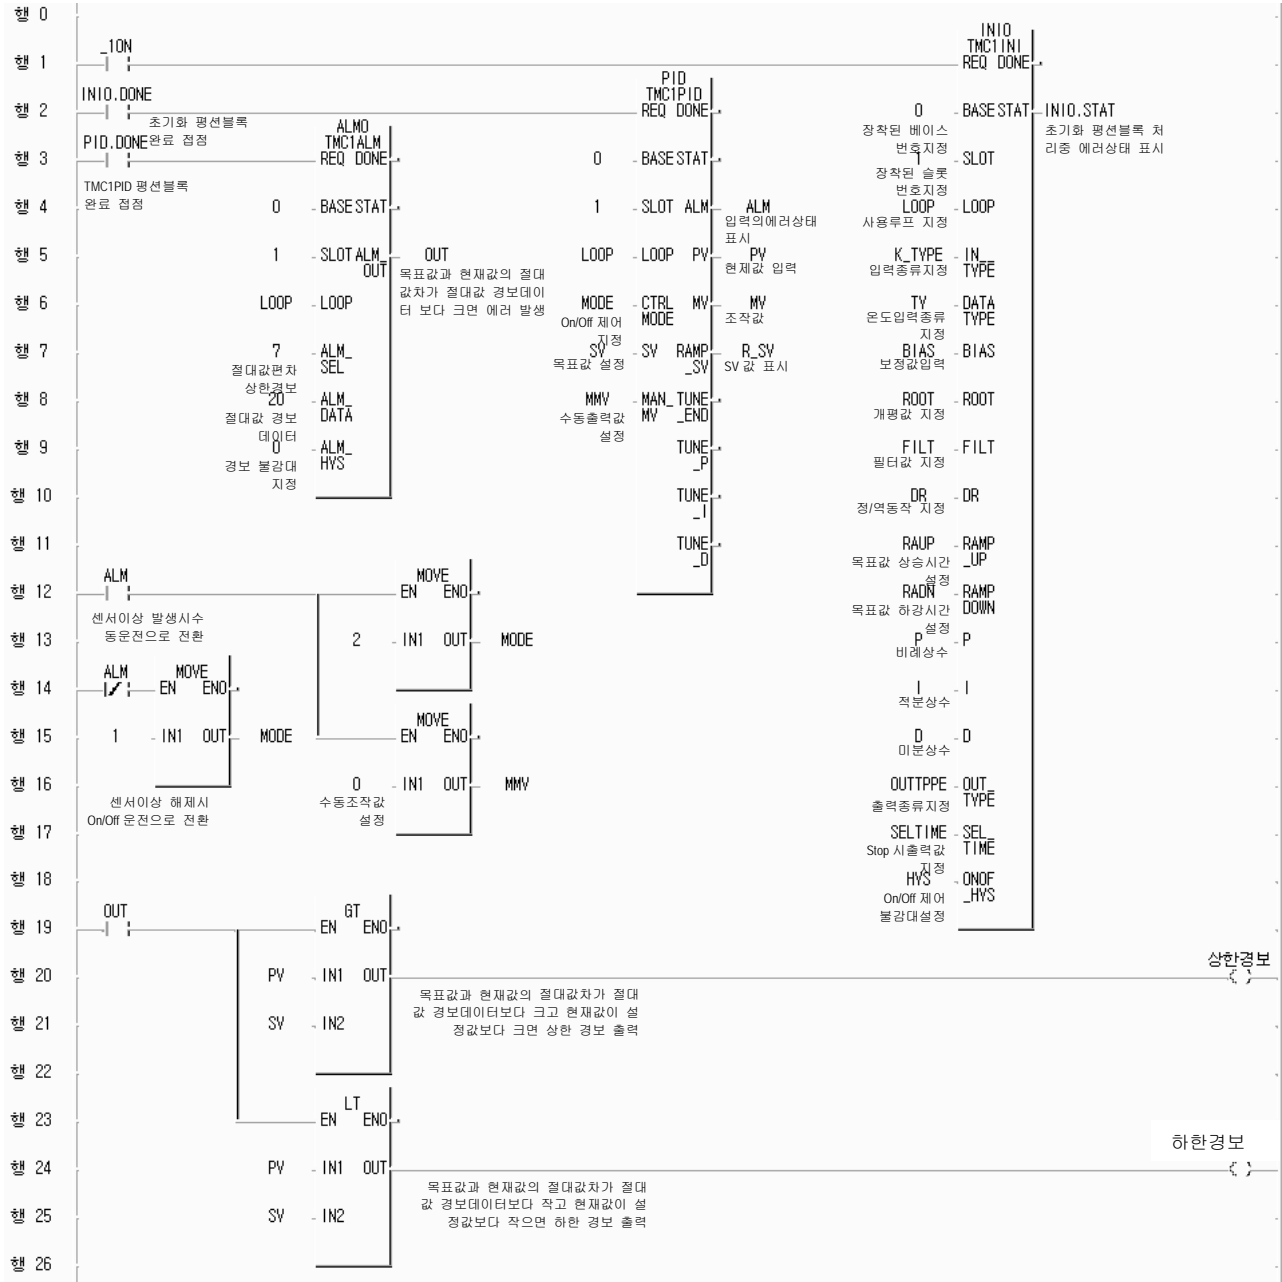 행 0
INIO
_1ON
TMC1INI
행 1
REQ DONE
PID
INIO.DONE
TMC1PID
행 2
REQ DONE
0
BASE STAT
INIO.STAT
초기화 평션블록
완료 접점
ALMO
장착된 베이스
번호지정
초기화 펑션블록 처
리중 에러상태 표시
PID.DONE
TMC1ALM
행 3
REQ DONE
0
BASE STAT
1
SLOT
TMC1PID 평션블록
완료 접점
장착된 슬롯
번호지정
행 4
0
BASE STAT
1
SLOT ALM
ALM
LOOP
LOOP
입력의에러상태
표시
사용루프 지정
행 5
1
SLOT ALM_
OUT
OUT
LOOP
LOOP PV
PV
K_TYPE
IN__
TYPE
목표값과 현재값의 절대
값차가 절대값 경보데이
터 보다 크면 에러 발생
현제값 입력
입력종류지정
행 6
LOOP
LOOP
MODE
CTRL MV
MODE
MV
TV
DATA
TYPE
On/Off 제어
지정
조작값
온도입력종류
지정
행 7
7
ALM_
SEL
SV
SV RAMP
_SV
R_SV
BIAS
BIAS
절대값편차
상한경보
목표값 설정
SV 값 표시
보정값입력
행 8
20
ALM_
DATA
MMV
MAN_ TUNE
MV _END
ROOT
ROOT
절대값 경보
데이터
수동출력값
설정
개평값 지정
행 9
0
ALM_
HYS
TUNE
_P
FILT
FILT
경보 불감대
지정
필터값 지정
행 10
TUNE
_I
DR
DR
정/역동작 지정
행 11
TUNE
_D
RAUP
RAMP
_UP
목표값 상승시간
설정
ALM
MOVE
행 12
EN ENO
RADN
RAMP
DOWN
센서이상 발생시수
동운전으로 전환
목표값 하강시간
설정
행 13
2
IN1 OUT
MODE
P
P
비례상수
ALM
MOVE
행 14
EN ENO
I
I
적분상수
MOVE
행 15
1
IN1 OUT
MODE
EN ENO
D
D
미분상수
행 16
0
IN1 OUT
MMV
OUTTPPE
OUT_
TYPE
센서이상 해제시
On/Off 운전으로 전환
수동조작값
설정
출력종류지정
행 17
SELTIME
SEL_
TIME
Stop 시출력값
지정
행 18
HYS
ONOF
_HYS
On/Off 제어
불감대설정
OUT
GT
행 19
EN ENO
상한경보
행 20
PV
IN1 OUT
목표값과 현재값의 절대값차가 절대
값 경보데이터보다 크고 현재값이 설
정값보다 크면 상한 경보 출력
행 21
SV
IN2
행 22
LT
행 23
EN ENO
하한경보
행 24
PV
IN1 OUT
목표값과 현재값의 절대값차가 절대
값 경보데이터보다 작고 현재값이 설
정값보다 작으면 하한 경보 출력
행 25
SV
IN2
행 26